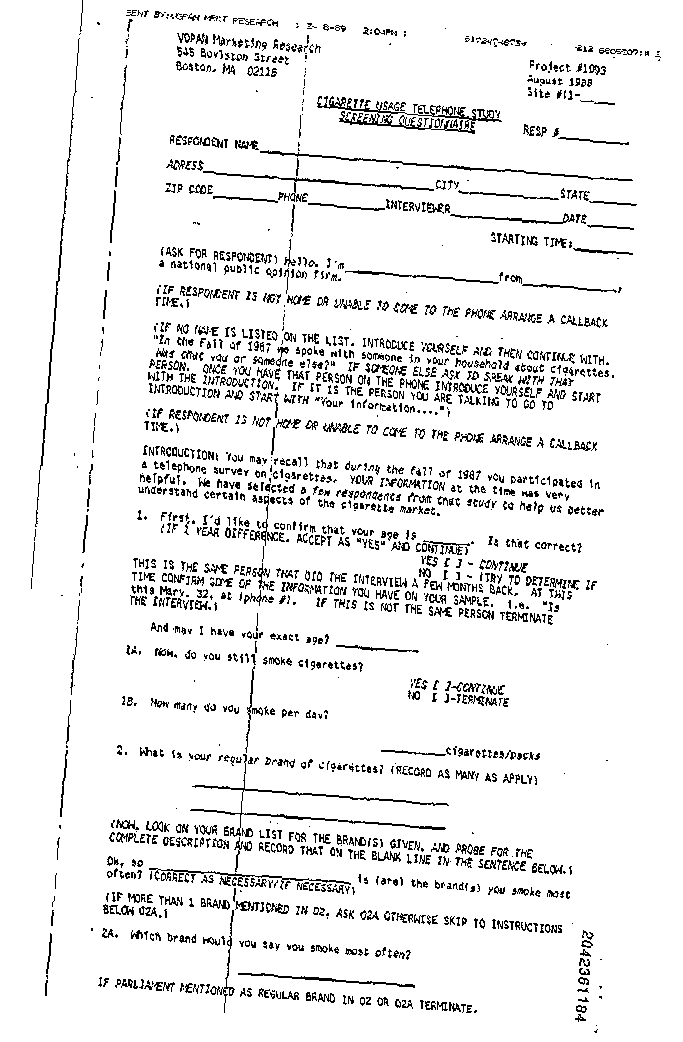 SENT BY:VOPAN MRKT RESEARCH ; 3- 8-89 2:04PM ;
VOPAN Marketing Research
545 Boylston Street
Boston, MA 02116
Project #1093
August 1988
Site #(1-____
CIGARETTE USAGE TELEPHONE STUDY
SCREENING QUESTIONNAIRE
RESP #________
RESPONDENT NAME________
ADRESS________CITY________STATE________
ZIP CODE________PHONE________INTERVIEWER________DATE________
STARTING TIME:________
(ASK FOR RESPONDENT) Hello. I'm________from________,
a national public opinion firm.
(IF RESPONDENT IS NOT HOME OR UNABLE TO COME TO THE PHONE ARRANGE A CALLBACK
TIME.)
(IF NO NAME IS LISTED ON THE LIST. INTRODUCE YOURSELF AND THEN CONTINUE WITH.
"In the Fall of 1987 we spoke with someone in your household about cigarettes.
Was that you or someone else?" IF SOMEONE ELSE ASK TO SPEAK WITH THAT
PERSON. ONCE YOU HAVE THAT PERSON ON THE PHONE INTRODUCE YOURSELF AND START
WITH THE INTRODUCTION. IF IT IS THE PERSON YOU ARE TALKING TO GO TO
INTRODUCTION AND START WITH "Your information....")
(IF RESPONDENT IS NOT HOME OR UNABLE TO COME TO THE PHONE ARRANGE A CALLBACK
TIME.)
INTRODUCTION: You may recall that during the fall of 1987 you participated in
a telephone survey on cigarettes. YOUR INFORMATION at the time was very
helpful. We have selected a few respondents from that study to help us better
understand certain aspects of the cigarette market.
1. First, I'd like to confirm that your age is ________. Is that correct?
(IF 1 YEAR DIFFERENCE, ACCEPT AS "YES" AND CONTINUE)
YES [ ] - CONTINUE
NO [ ] - (TRY TO DETERMINE IF
THIS IS THE SAME PERSON THAT DID THE INTERVIEW A FEW MONTHS BACK. AT THIS
TIME CONFIRM SOME OF THE INFORMATION YOU HAVE ON YOUR SAMPLE. i.e. "Is
this Mary, 32, at (phone #). IF THIS IS NOT THE SAME PERSON TERMINATE
THE INTERVIEW.)
And may I have your exact age? ________
1A. Now, do you still smoke cigarettes?
YES [ ]-CONTINUE
NO [ ]-TERMINATE
1B. How many do you smoke per day?
________cigarettes/packs
2. What is your regular brand of cigarettes? (RECORD AS MANY AS APPLY)
(NOW, LOOK ON YOUR BRAND LIST FOR THE BRAND(S) GIVEN, AND PROBE FOR THE
COMPLETE DESCRIPTION AND RECORD THAT ON THE BLANK LINE IN THE SENTENCE BELOW.)
Ok, so ________ is (are) the brand(s) you smoke most
often? (CORRECT AS NECESSARY/IF NECESSARY)
(IF MORE THAN 1 BRAND MENTIONED IN Q2, ASK Q2A OTHERWISE SKIP TO INSTRUCTIONS
BELOW Q2A.)
2A. Which brand would you say you smoke most often?
IF PARLIAMENT MENTIONED AS REGULAR BRAND IN Q2 OR Q2A TERMINATE.
2042361184